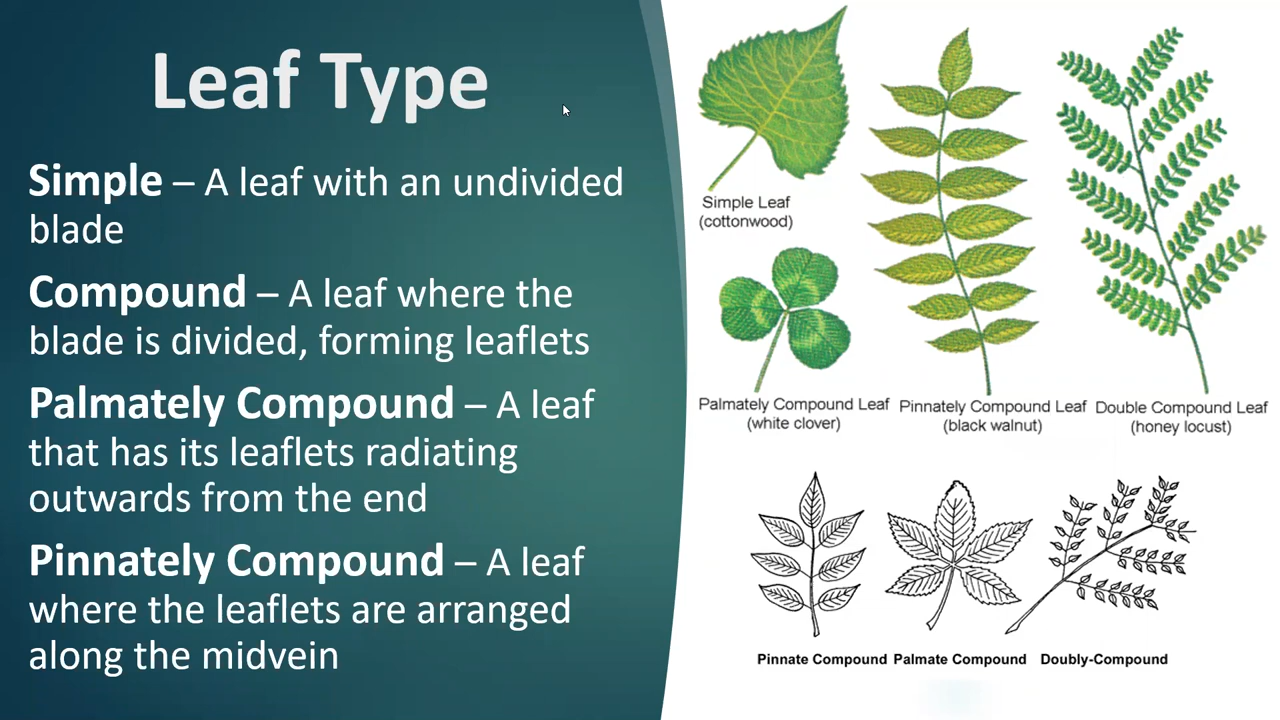 Leaf Type
Simple – A leaf with an undivided
blade
Compound – A leaf where the
blade is divided, forming leaflets
Palmately Compound – A leaf
that has its leaflets radiating
outwards from the end
Pinnately Compound – A leaf
where the leaflets are arranged
along the midvein
Simple Leaf
(cottonwood)
Palmately Compound Leaf
(white clover)
Pinnately Compound Leaf
(black walnut)
Double Compound Leaf
(honey locust)
Pinnate Compound
Palmate Compound
Doubly-Compound